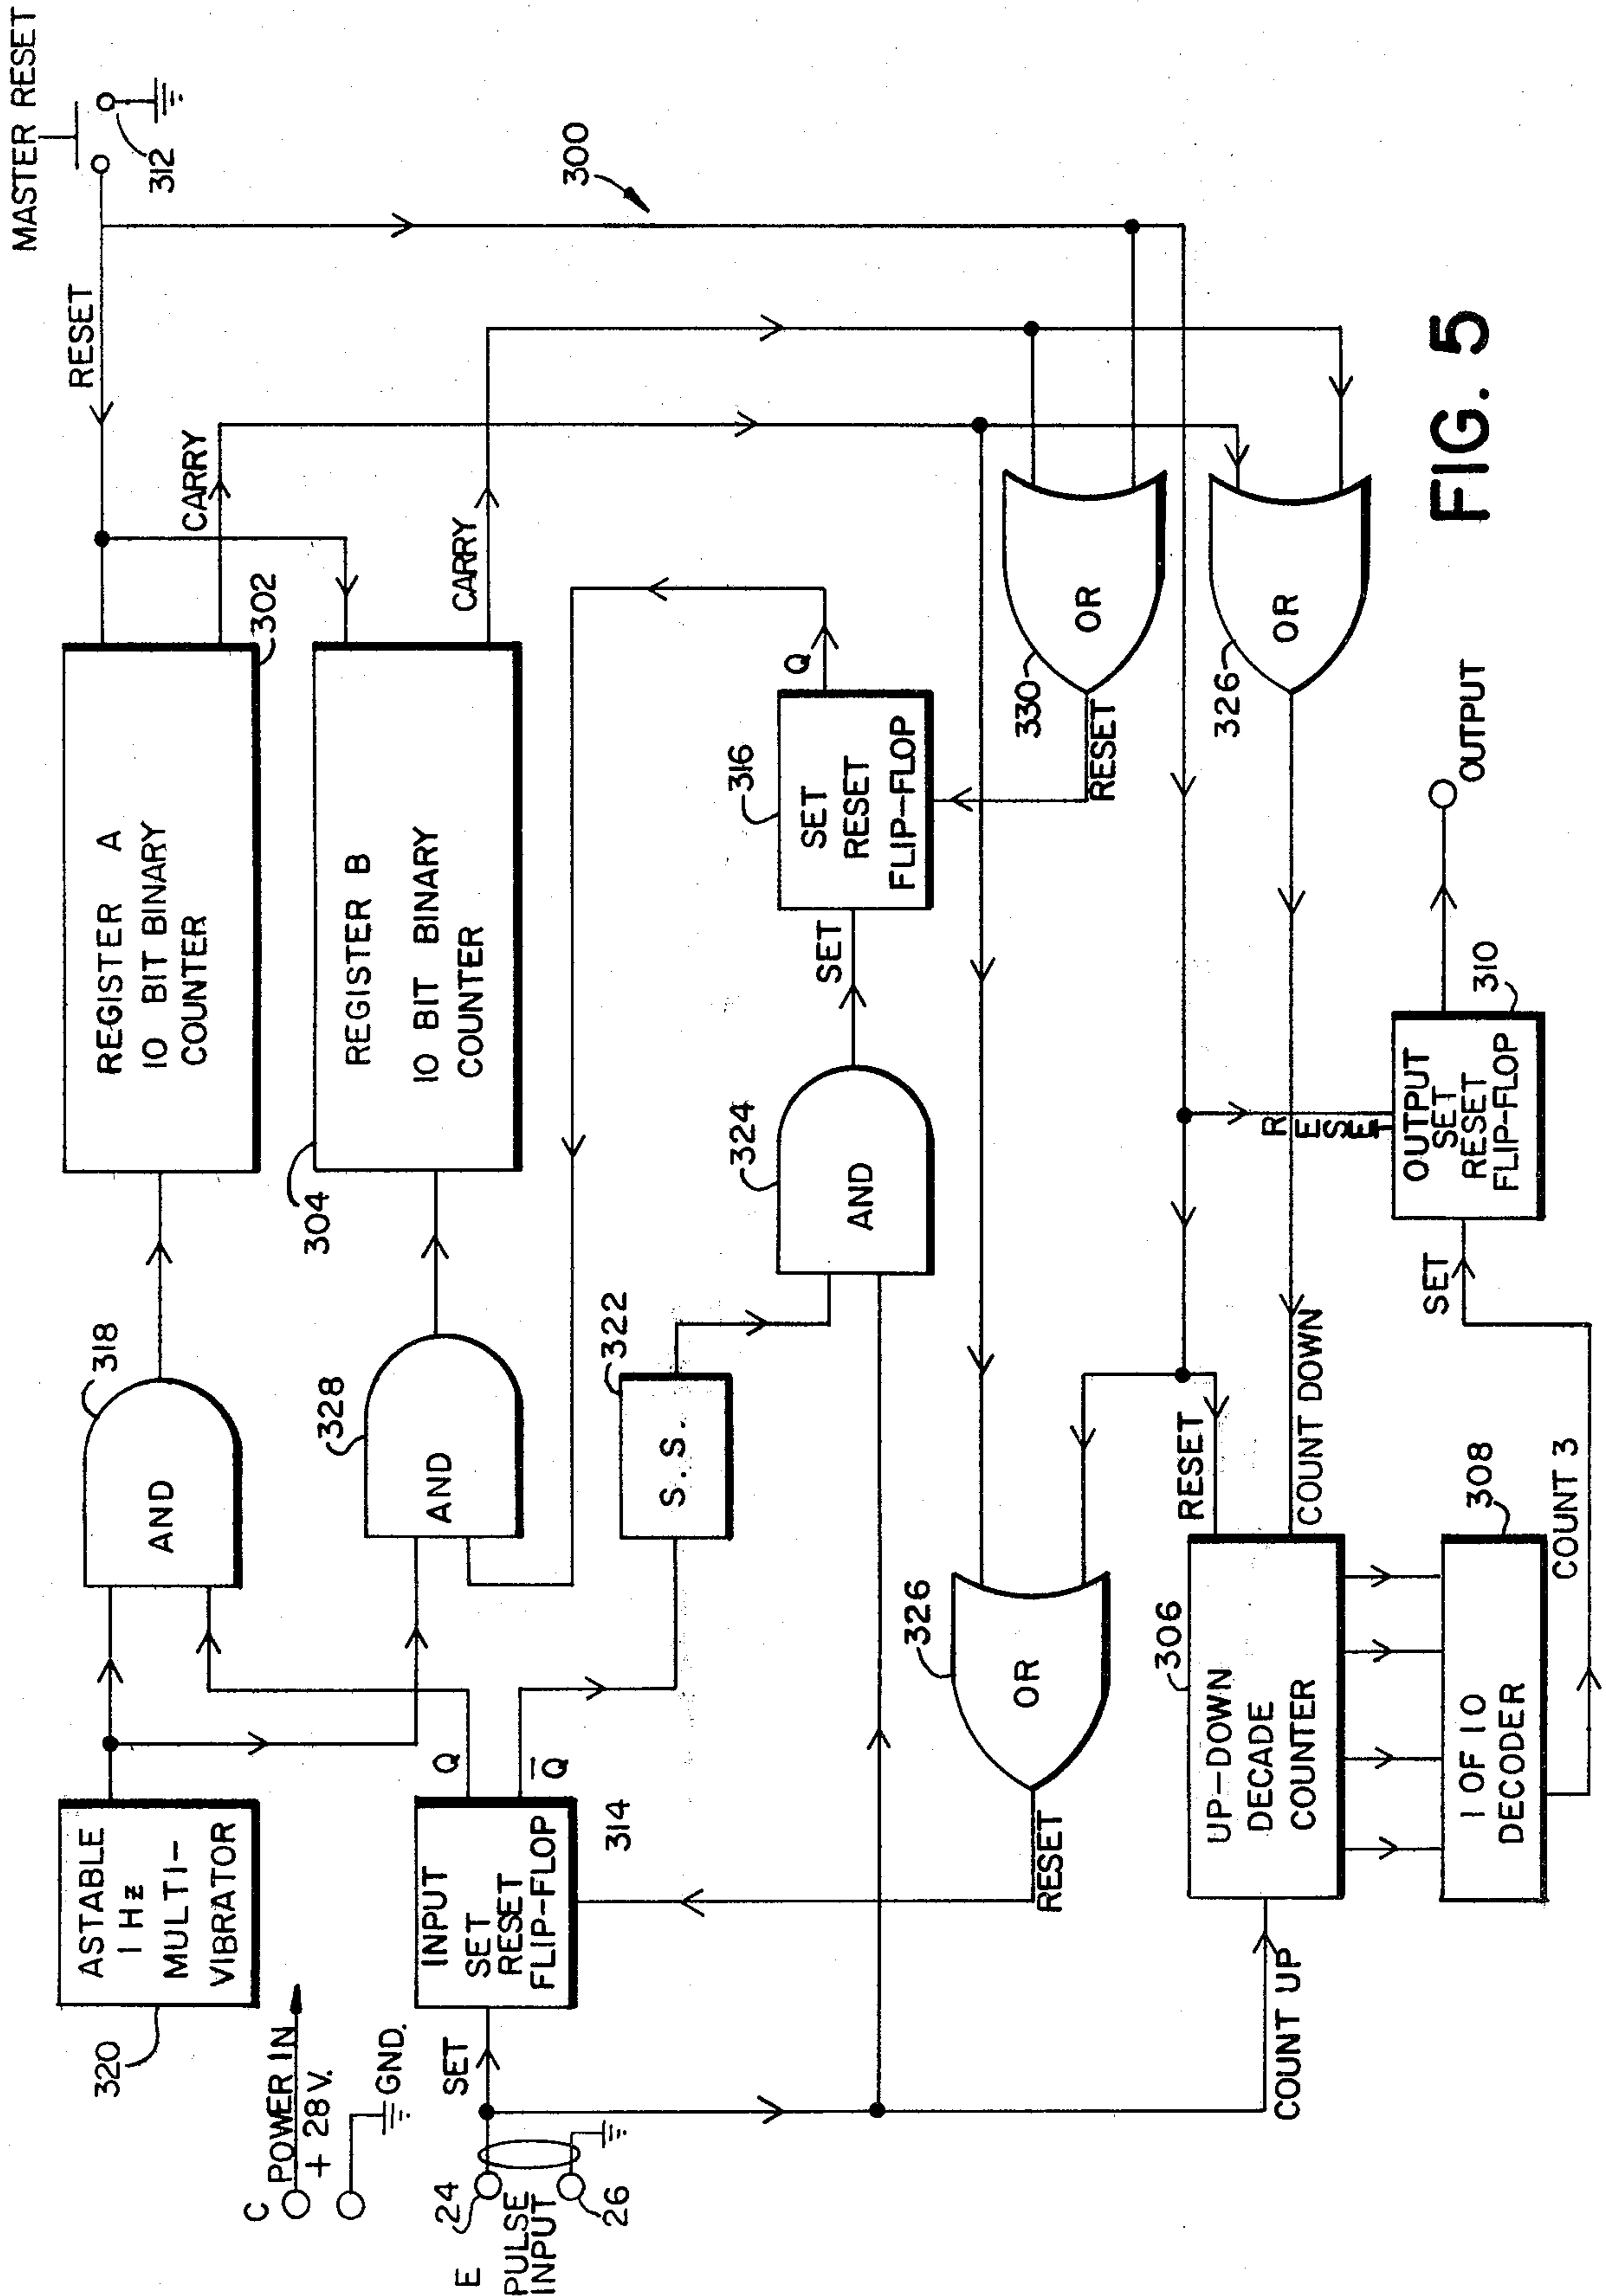 MASTER RESET
312
RESET
CARRY
302
REGISTER A
10 BIT BINARY
COUNTER
318
AND
ASTABLE
1 Hz
MULTI-
VIBRATOR
320
CARRY
REGISTER B
10 BIT BINARY
COUNTER
304
328
AND
C
POWER IN
+ 28 V.
GND.
300
Q
316
SET
RESET
FLIP-FLOP
SET
324
AND
322
S.S.
Q
Q̅
INPUT
SET
RESET
FLIP-FLOP
314
SET
E
24
PULSE
INPUT
26
330
OR
RESET
326
OR
326
OR
RESET
OUTPUT
310
OUTPUT
SET
RESET
FLIP-FLOP
RESET
SET
RESET
COUNT DOWN
306
UP-DOWN
DECADE
COUNTER
COUNT UP
308
1 OF 10
DECODER
COUNT 3
FIG. 5